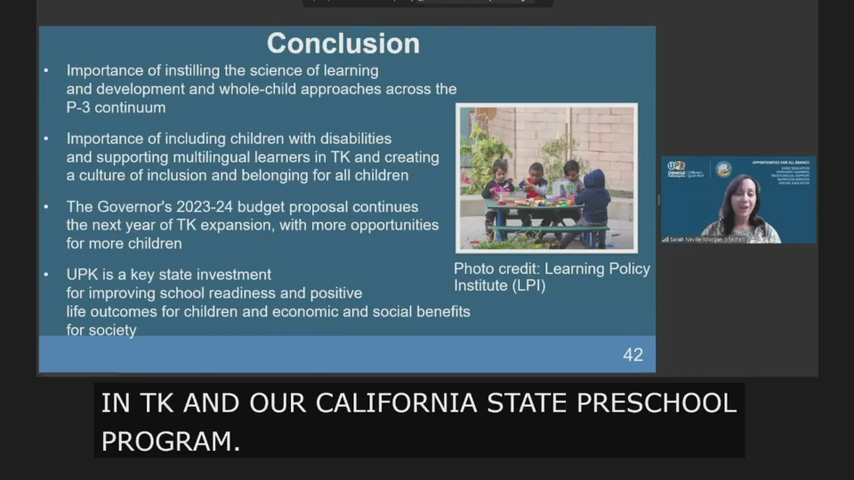 Conclusion
• Importance of instilling the science of learning
and development and whole-child approaches across the
P-3 continuum
• Importance of including children with disabilities
and supporting multilingual learners in TK and creating
a culture of inclusion and belonging for all children
• The Governor's 2023-24 budget proposal continues
the next year of TK expansion, with more opportunities
for more children
• UPK is a key state investment
for improving school readiness and positive
life outcomes for children and economic and social benefits
for society
Photo credit: Learning Policy
Institute (LPI)
42
OPPORTUNITIES FOR ALL BRANCH
IN TK AND OUR CALIFORNIA STATE PRESCHOOL
PROGRAM.